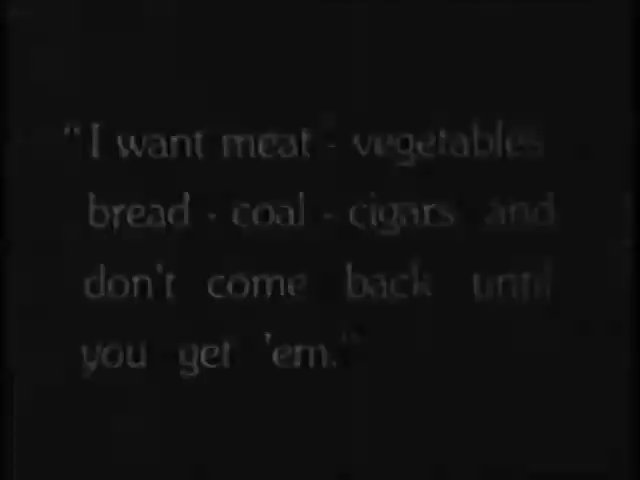 "I want meat - vegetables
bread - coal - cigars and
don't come back until
you get 'em."